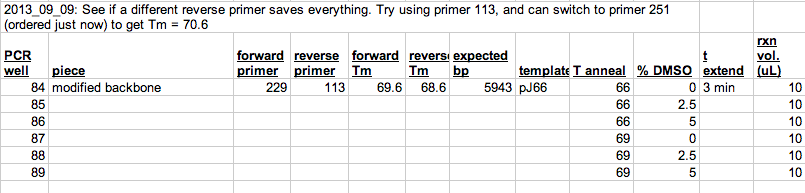 2013_09_09: See if a different reverse primer saves everything. Try using primer 113, and can switch to primer 251
(ordered just now) to get Tm = 70.6
PCR well piece forward primer reverse primer forward Tm revers Tm expected bp template T anneal % DMSO t extend rxn vol. (uL)
84 modified backbone 229 113 69.6 68.6 5943 pJ66 66 0 3 min 10
85 66 2.5 10
86 66 5 10
87 69 0 10
88 69 2.5 10
89 69 5 10